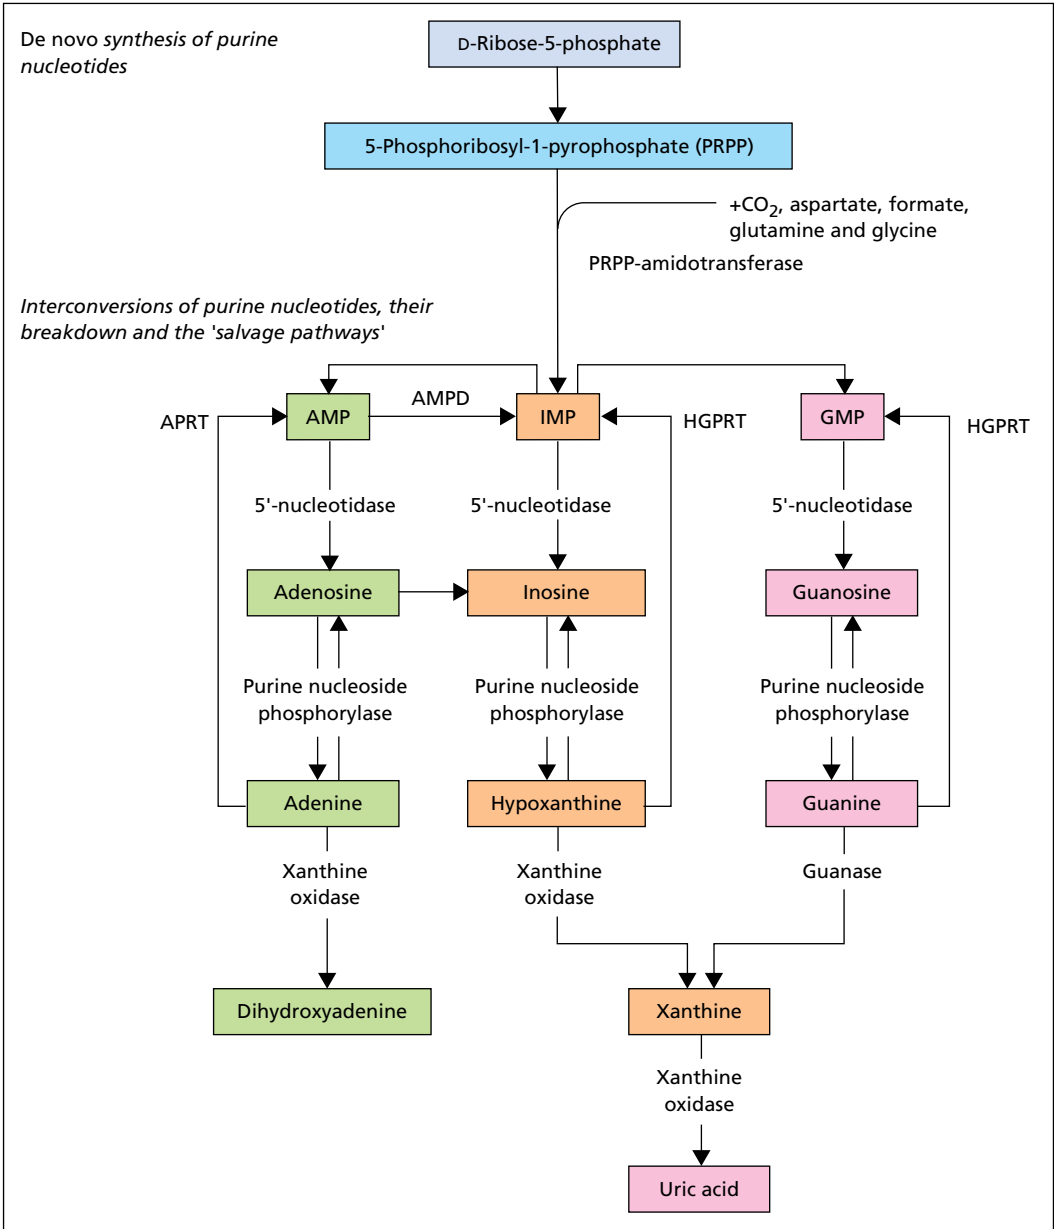 De novo synthesis of purine
nucleotides
D-Ribose-5-phosphate
5-Phosphoribosyl-1-pyrophosphate (PRPP)
+CO2, aspartate, formate,
glutamine and glycine
PRPP-amidotransferase
Interconversions of purine nucleotides, their
breakdown and the 'salvage pathways'
APRT
AMP
AMPD
IMP
HGPRT
GMP
HGPRT
5'-nucleotidase
5'-nucleotidase
5'-nucleotidase
Adenosine
Inosine
Guanosine
Purine nucleoside
phosphorylase
Purine nucleoside
phosphorylase
Purine nucleoside
phosphorylase
Adenine
Hypoxanthine
Guanine
Xanthine
oxidase
Xanthine
oxidase
Guanase
Dihydroxyadenine
Xanthine
Xanthine
oxidase
Uric acid